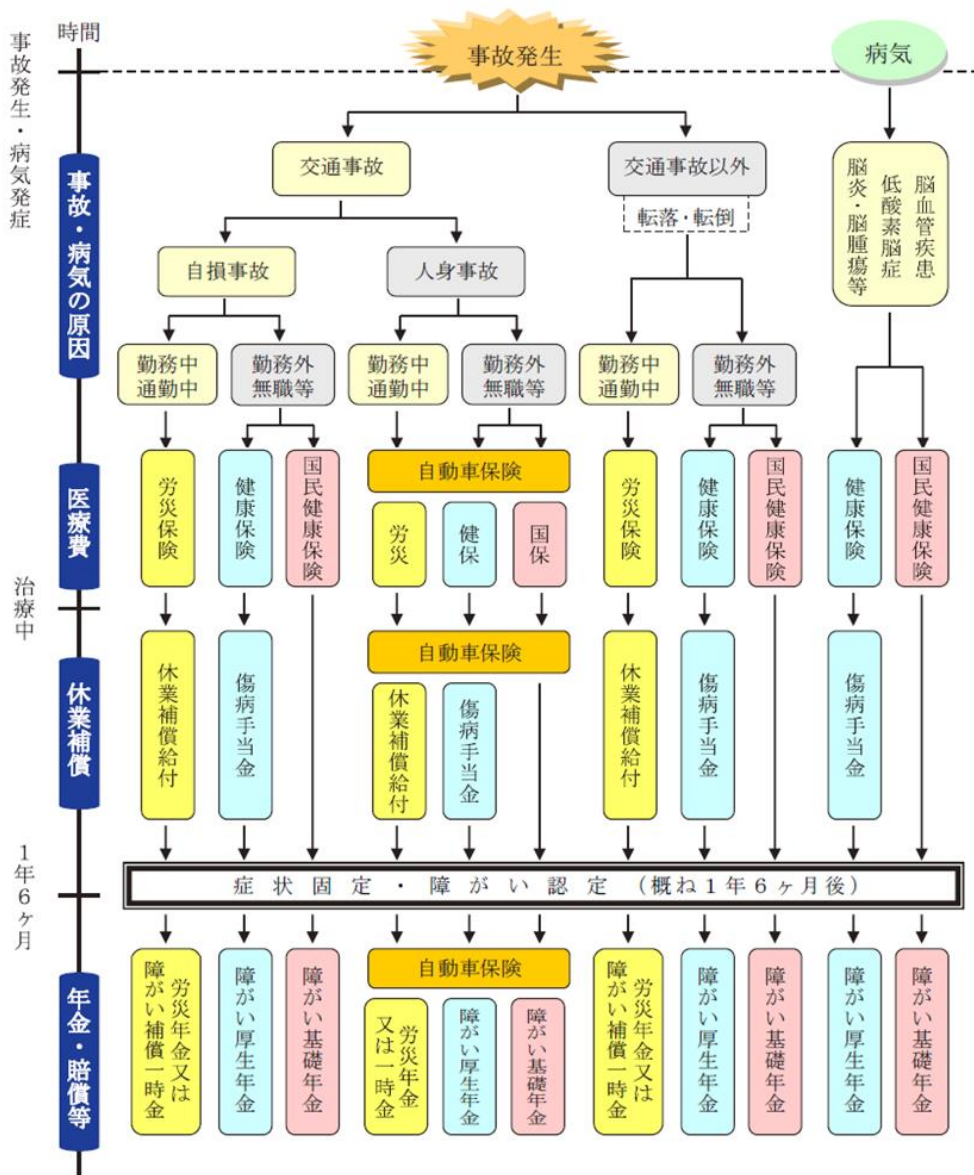 時間
事故発生・病気発症
治療中
1年6ヶ月
事故・病気の原因
医療費
休業補償
年金・賠償等
事故発生
病気
交通事故
交通事故以外
転落・転倒
脳血管疾患
低酸素脳症
脳炎・脳腫瘍等
自損事故
人身事故
勤務中
通勤中
勤務外
無職等
勤務中
通勤中
勤務外
無職等
勤務中
通勤中
勤務外
無職等
労災保険
健康保険
国民健康保険
自動車保険
労災
健保
国保
労災保険
健康保険
国民健康保険
健康保険
国民健康保険
休業補償給付
傷病手当金
自動車保険
休業補償給付
傷病手当金
休業補償給付
傷病手当金
傷病手当金
症状固定・障がい認定（概ね1年6ヶ月後）
労災年金又は
障がい補償一時金
障がい厚生年金
障がい基礎年金
自動車保険
労災年金
又は一時金
障がい厚生年金
障がい基礎年金
労災年金又は
障がい補償一時金
障がい厚生年金
障がい基礎年金
障がい厚生年金
障がい基礎年金